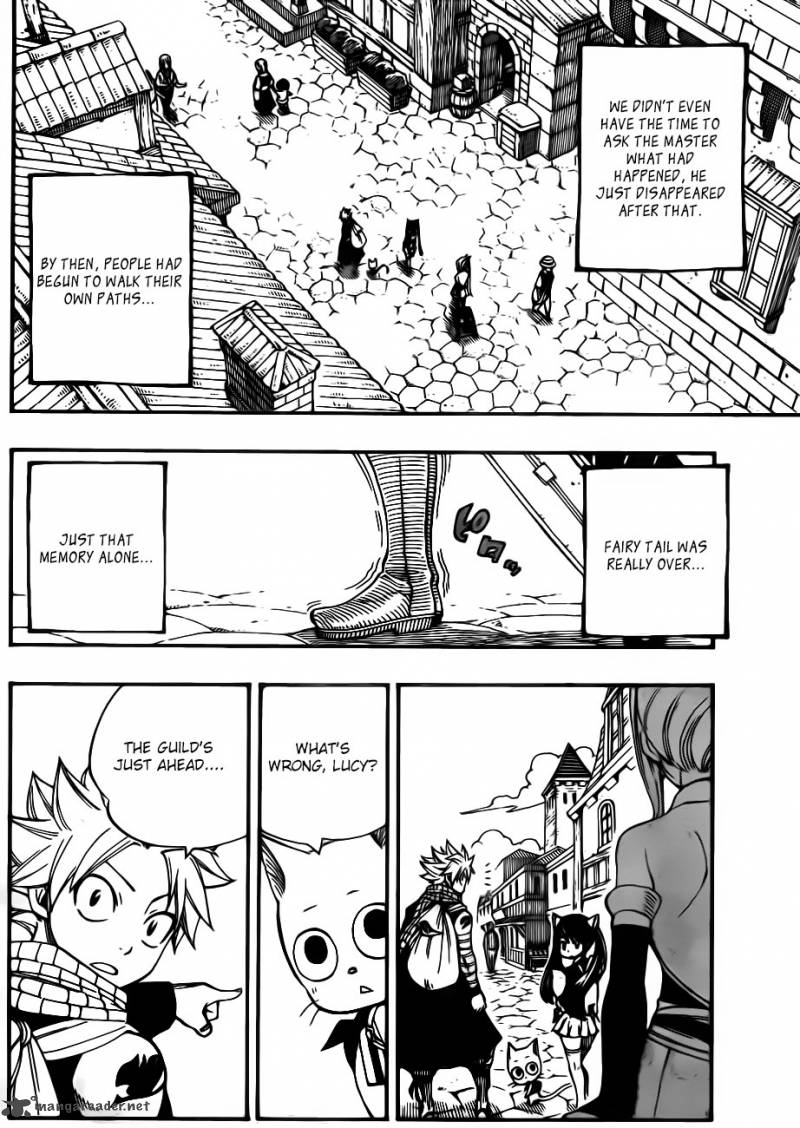 WE DIDN'T EVEN
HAVE THE TIME TO
ASK THE MASTER
WHAT HAD
HAPPENED, HE
JUST DISAPPEARED
AFTER THAT.
BY THEN, PEOPLE HAD
BEGUN TO WALK THEIR
OWN PATHS...
FAIRY TAIL WAS
REALLY OVER...
ピロ...
JUST THAT
MEMORY ALONE...
WHAT'S
WRONG, LUCY?
THE GUILD'S
JUST AHEAD....
mangareader.net